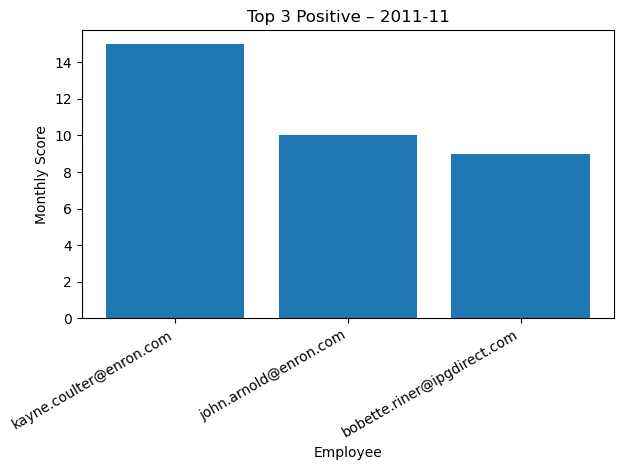 Top 3 Positive – 2011-11
Monthly Score
14
12
10
8
6
4
2
0
kayne.coulter@enron.com
john.arnold@enron.com
bobette.riner@ipgdirect.com
Employee